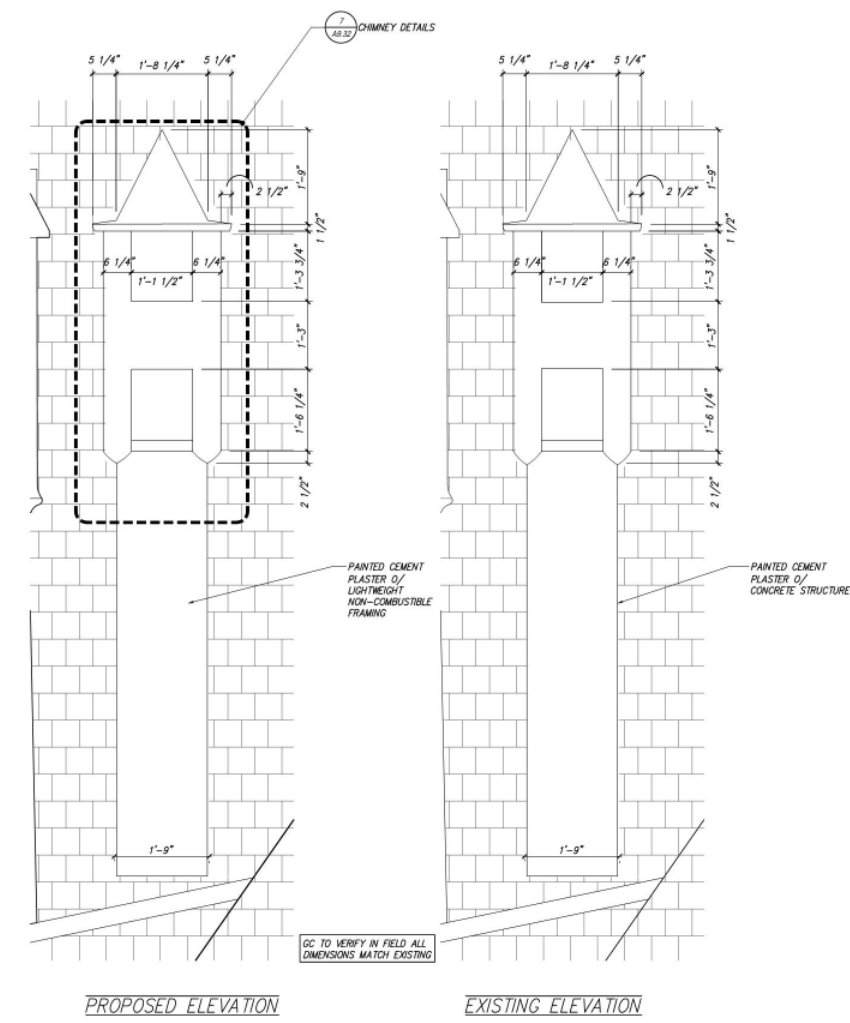 7
A9.32
CHIMNEY DETAILS
5 1/4"
1'-8 1/4"
5 1/4"
2 1/2"
1'-9"
1 1/2"
6 1/4"
1'-1 1/2"
6 1/4"
1'-3 3/4"
1'-3"
1'-6 1/4"
2 1/2"
PAINTED CEMENT
PLASTER O/
LIGHTWEIGHT
NON-COMBUSTIBLE
FRAMING
1'-9"
5 1/4"
1'-8 1/4"
5 1/4"
2 1/2"
1'-9"
1 1/2"
6 1/4"
1'-1 1/2"
6 1/4"
1'-3 3/4"
1'-3"
1'-6 1/4"
2 1/2"
PAINTED CEMENT
PLASTER O/
CONCRETE STRUCTURE
1'-9"
GC TO VERIFY IN FIELD ALL
DIMENSIONS MATCH EXISTING
PROPOSED ELEVATION
EXISTING ELEVATION